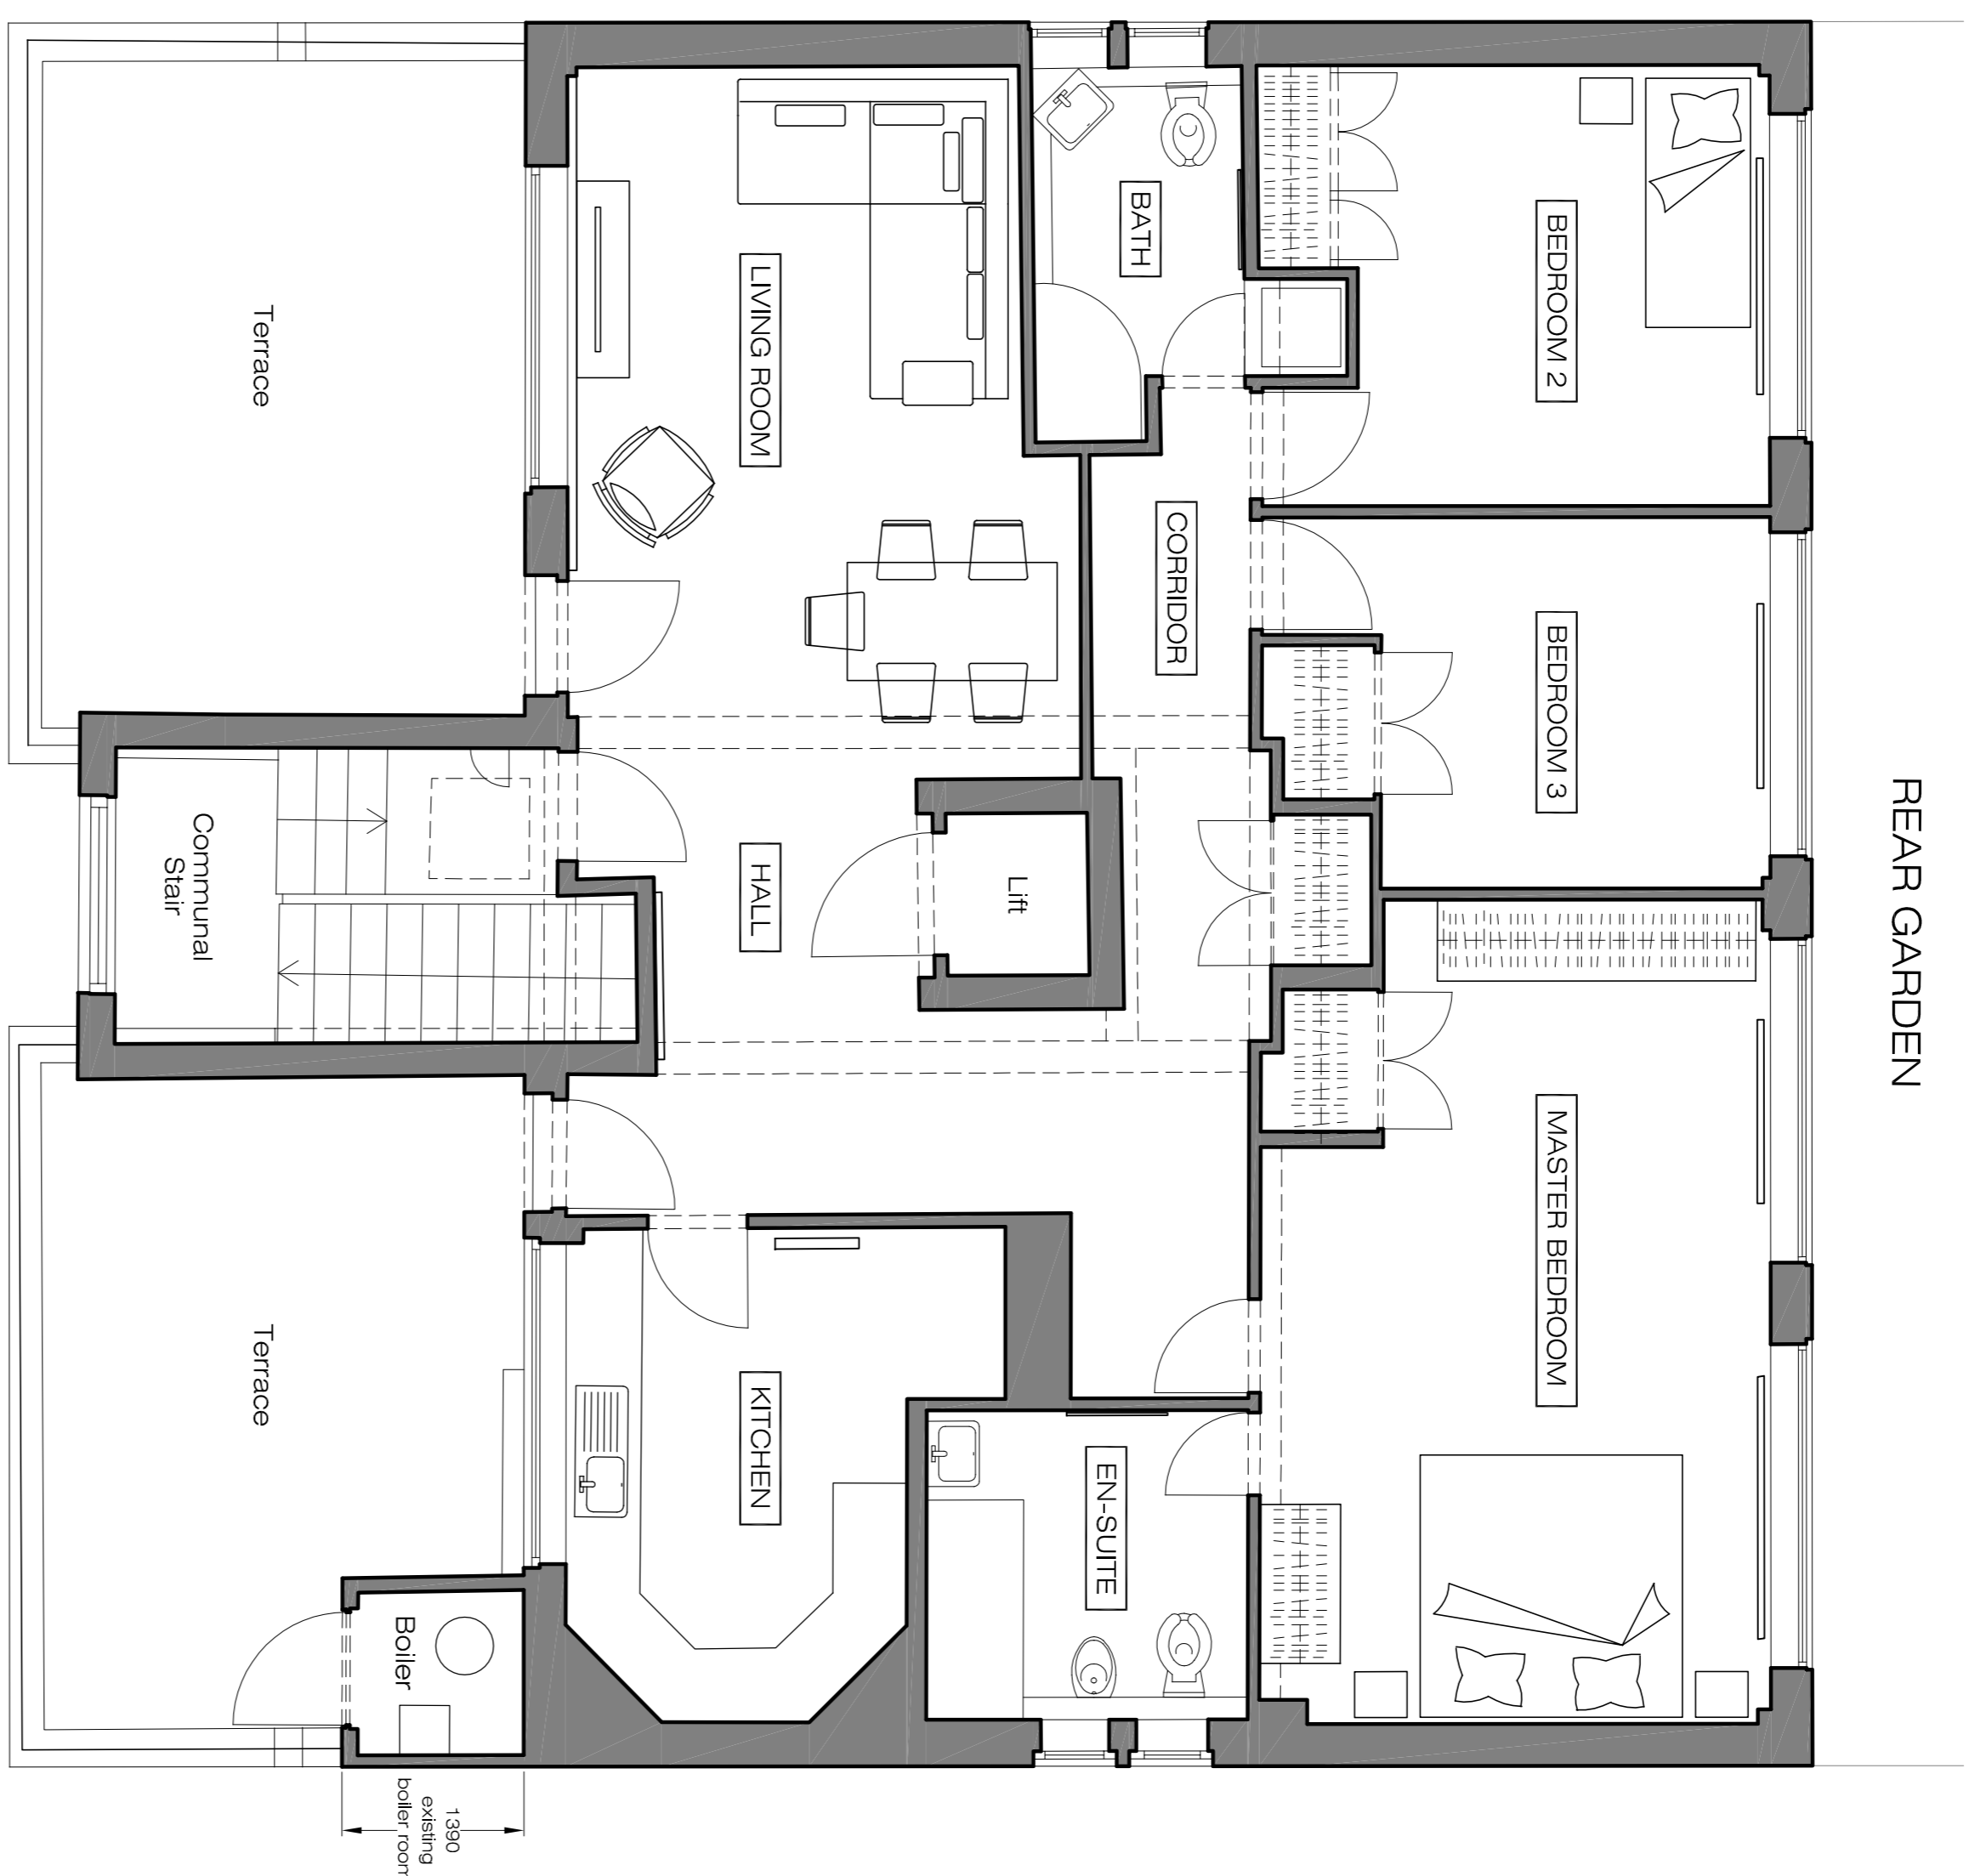 REAR GARDEN
BEDROOM 2
BEDROOM 3
MASTER BEDROOM
BATH
CORRIDOR
EN-SUITE
Lift
LIVING ROOM
HALL
KITCHEN
Communal
Stair
Terrace
Terrace
Boiler
1390
existing
boiler room